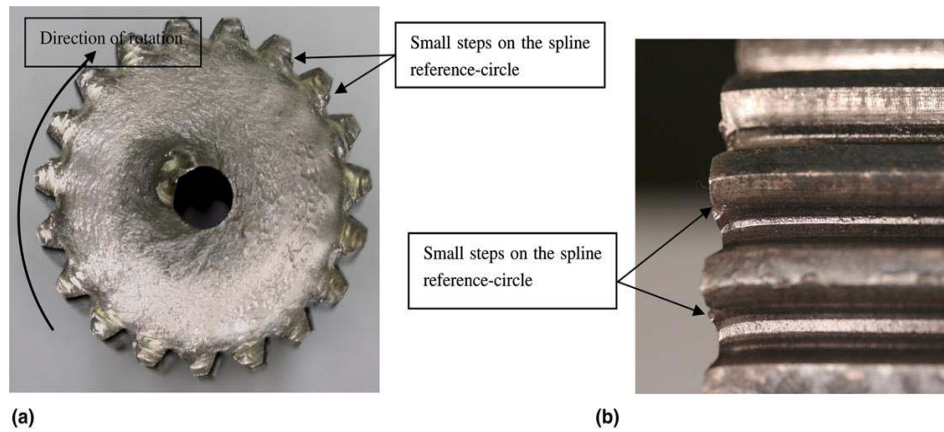 Direction of rotation
Small steps on the spline
reference-circle
Small steps on the spline
reference-circle
(a)
(b)